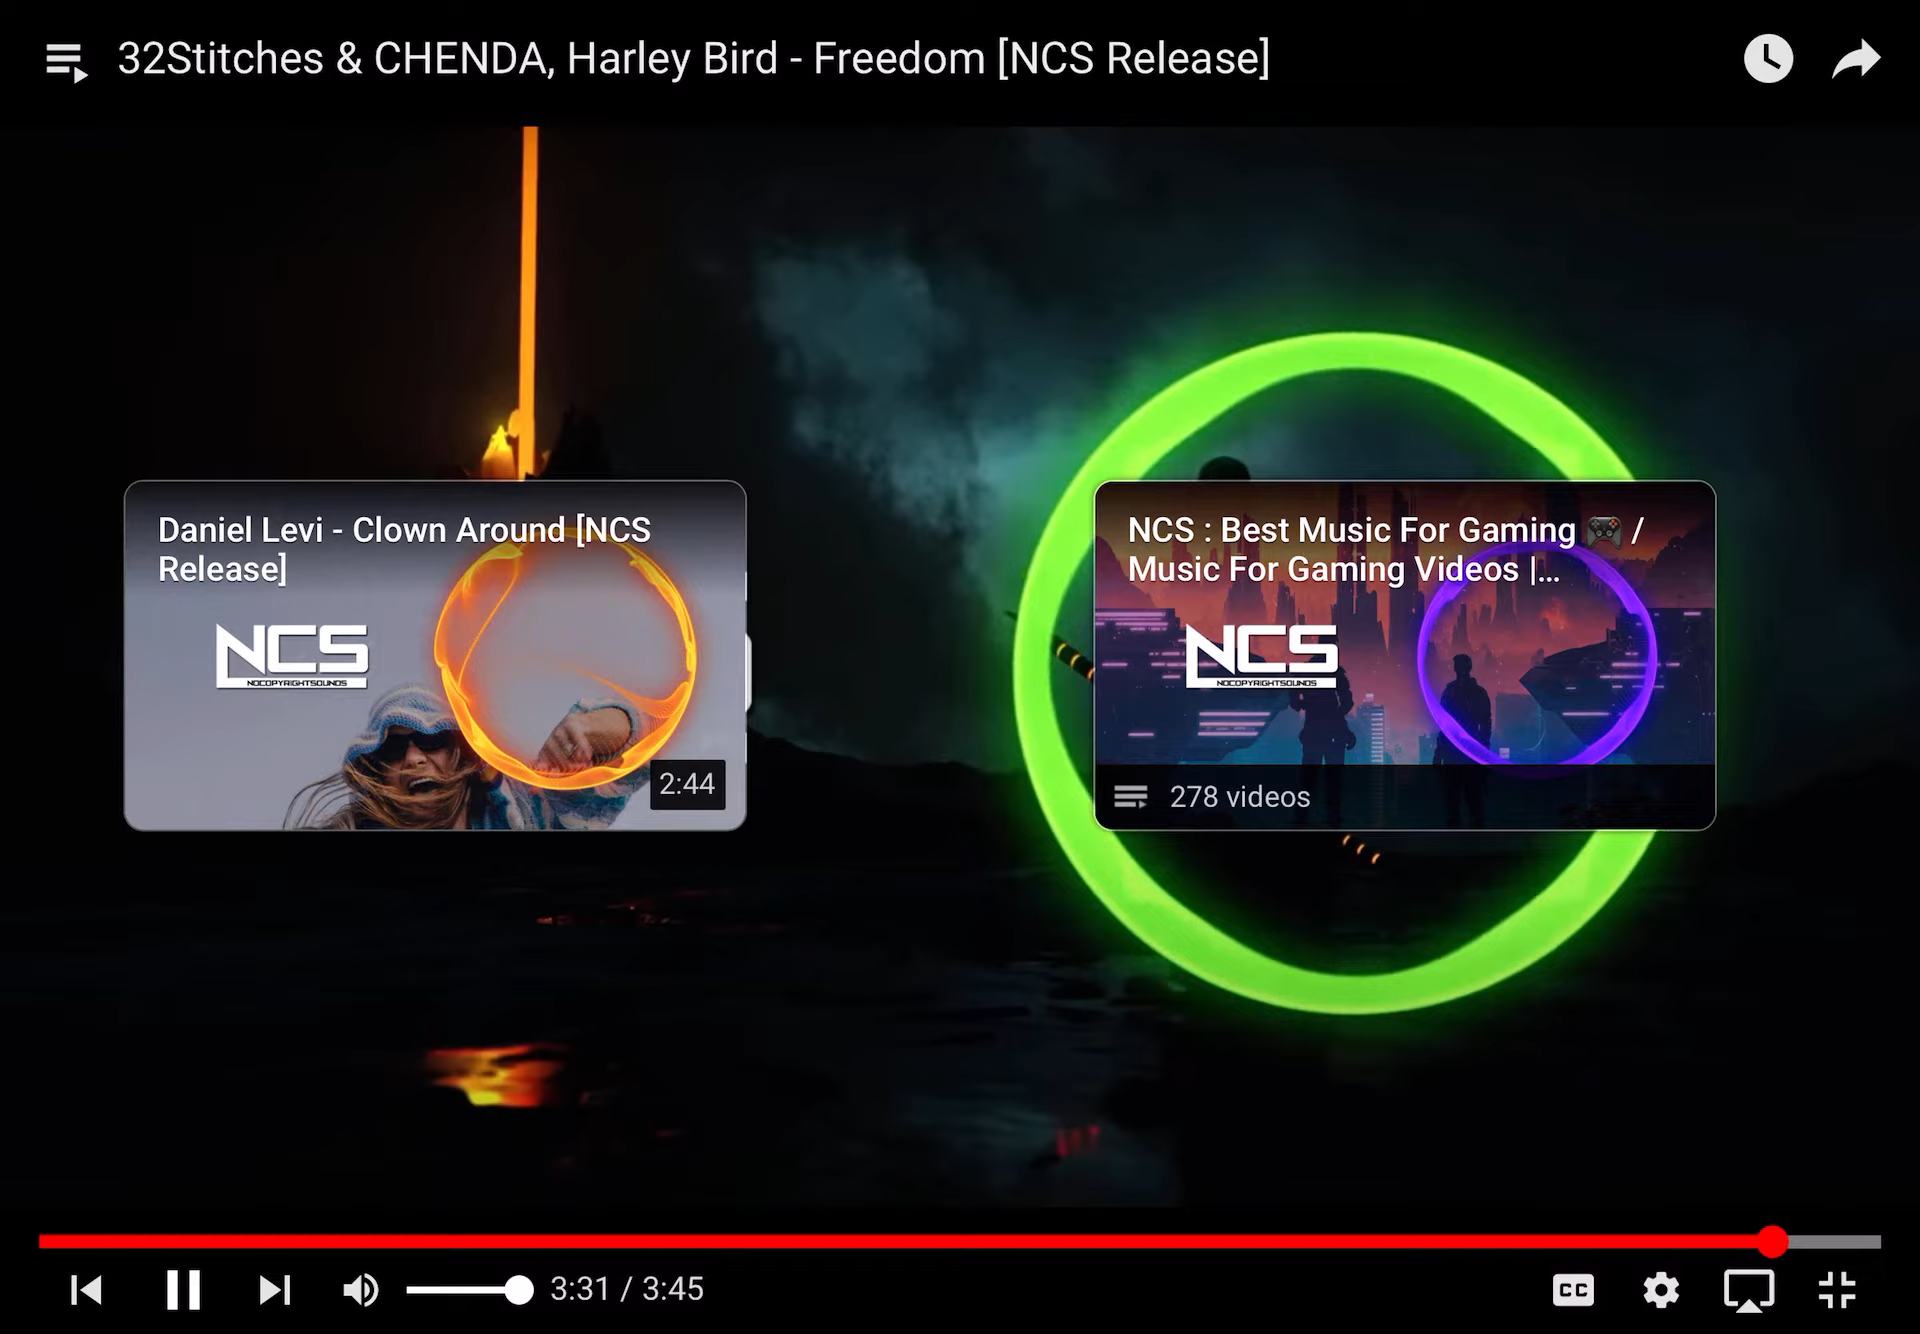 32Stitches & CHENDA, Harley Bird - Freedom [NCS Release]
Daniel Levi - Clown Around [NCS
Release]
NCS
NOCOPYRIGHTSOUNDS
2:44
NCS : Best Music For Gaming 🎮 /
Music For Gaming Videos |...
NCS
NOCOPYRIGHTSOUNDS
278 videos
3:31 / 3:45
CC